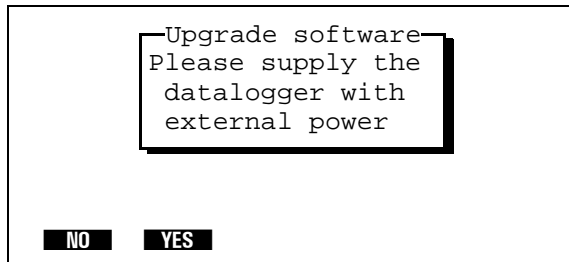 Upgrade software
Please supply the
datalogger with
external power
NO YES